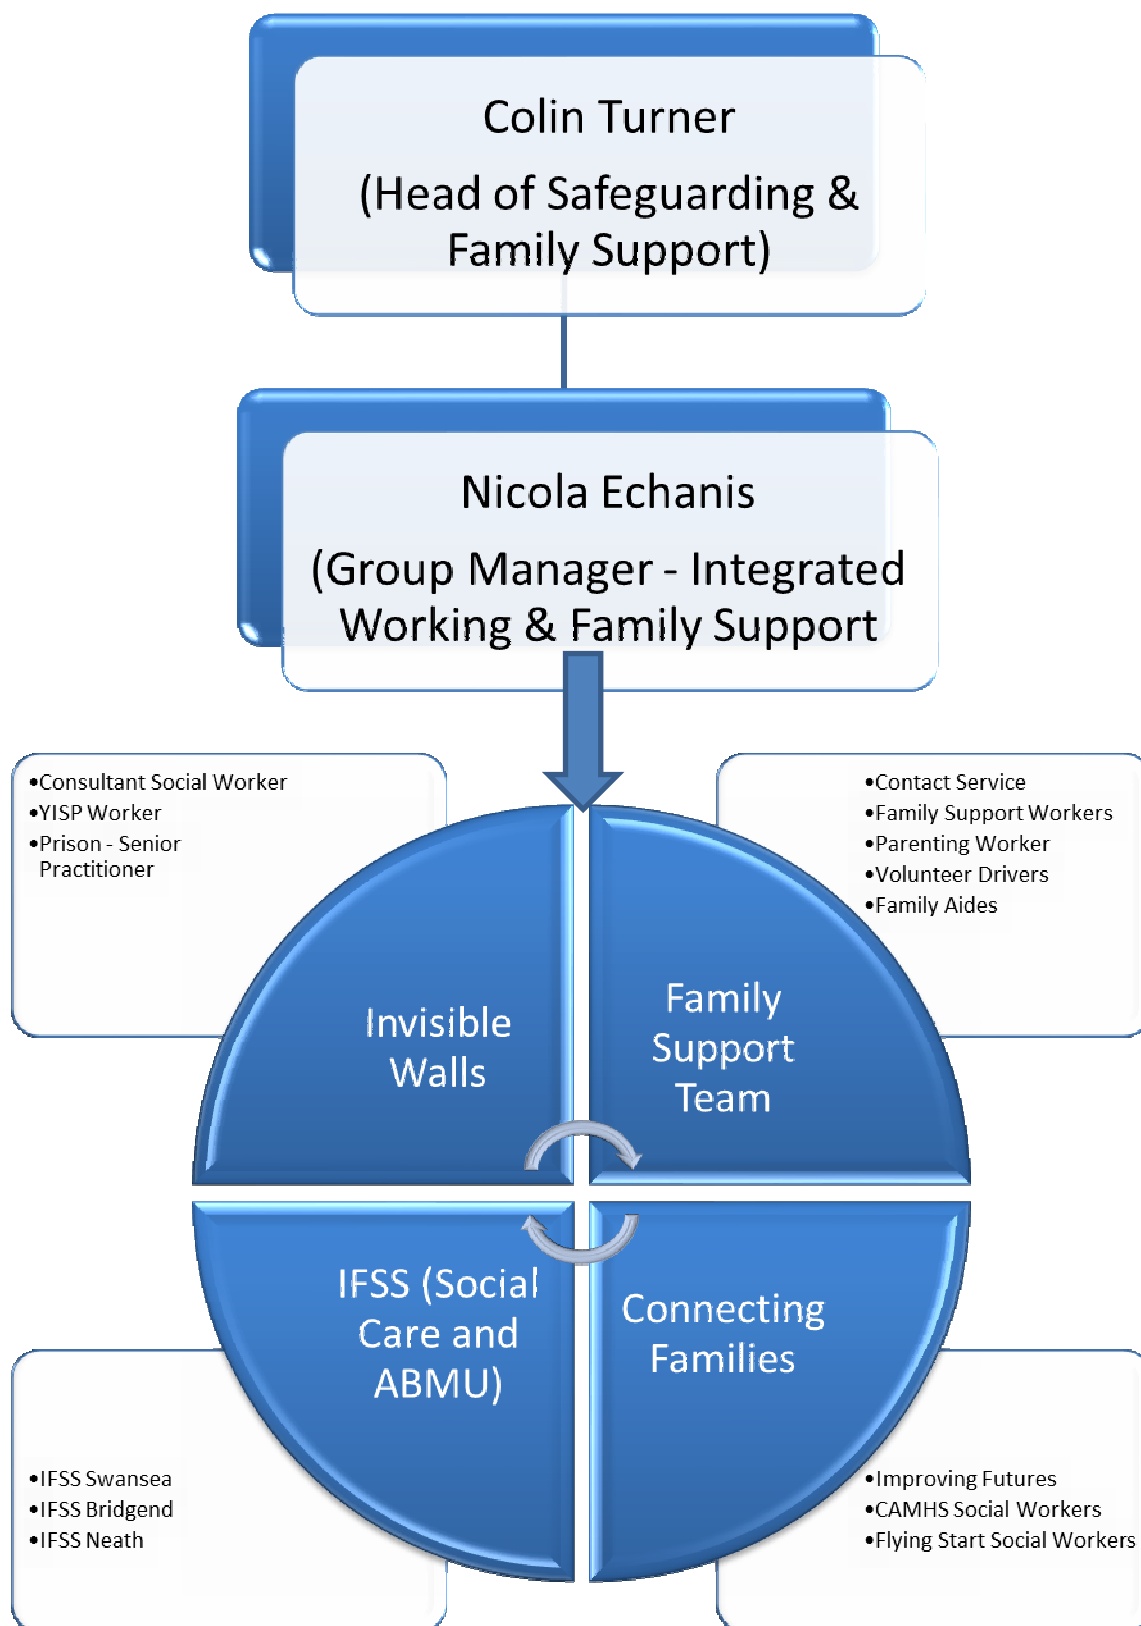 Colin Turner
(Head of Safeguarding &
Family Support)
Nicola Echanis
(Group Manager - Integrated
Working & Family Support
•Consultant Social Worker
•YISP Worker
•Prison - Senior
Practitioner
•Contact Service
•Family Support Workers
•Parenting Worker
•Volunteer Drivers
•Family Aides
Invisible
Walls
Family
Support
Team
IFSS (Social
Care and
ABMU)
Connecting
Families
•IFSS Swansea
•IFSS Bridgend
•IFSS Neath
•Improving Futures
•CAMHS Social Workers
•Flying Start Social Workers